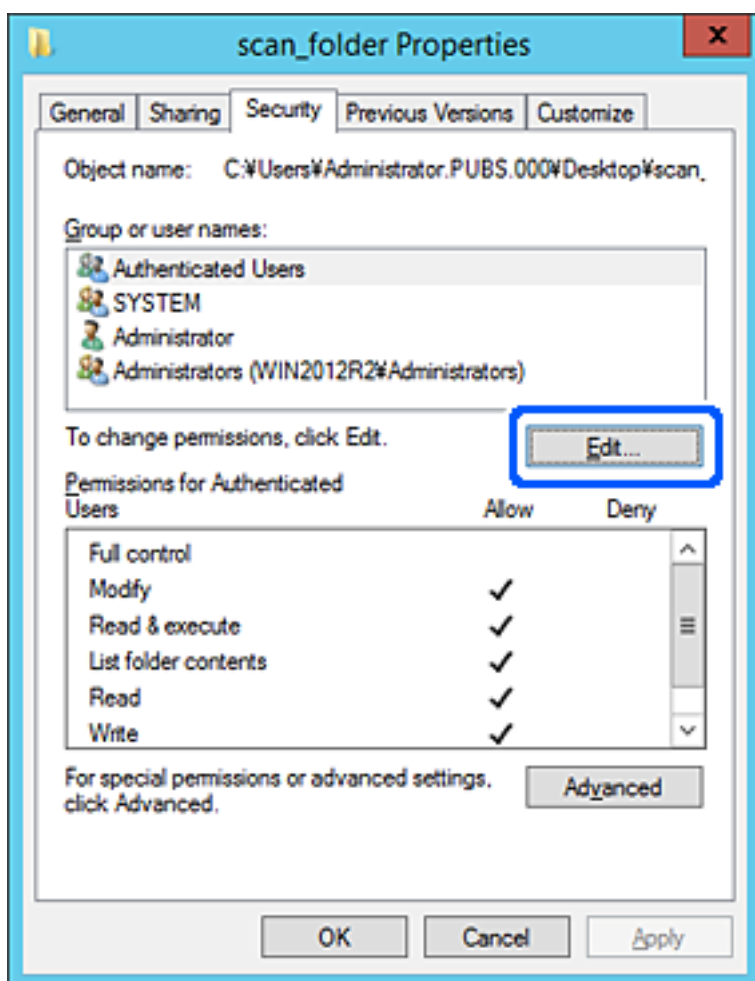 scan_folder Properties
x
General Sharing Security Previous Versions Customize
Object name: C:¥Users¥Administrator.PUBS.000¥Desktop¥scan_
Group or user names:
Authenticated Users
SYSTEM
Administrator
Administrators (WIN2012R2¥Administrators)
To change permissions, click Edit.
Edit...
Permissions for Authenticated
Users Allow Deny
Full control
Modify
Read & execute
List folder contents
Read
Write
For special permissions or advanced settings,
click Advanced.
Advanced
OK Cancel Apply